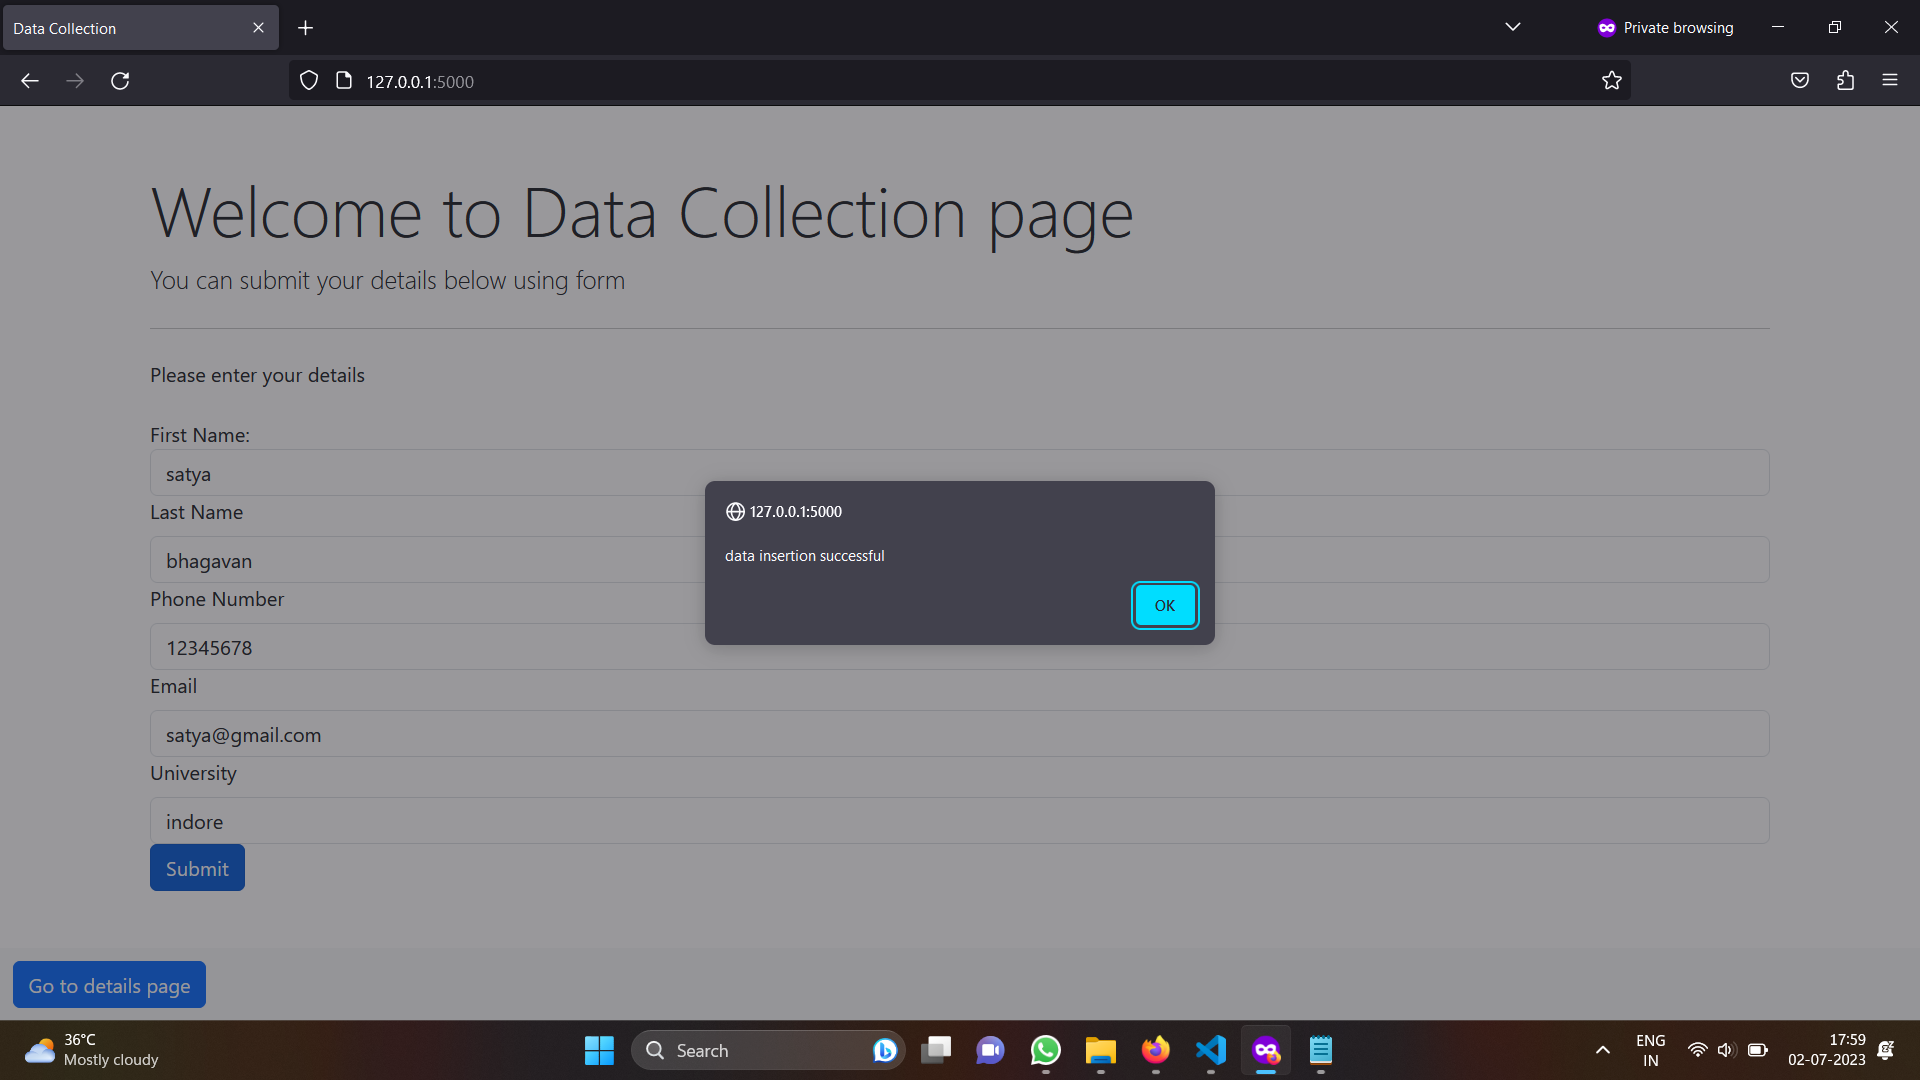 Data Collection
Private browsing
127.0.0.1:5000
Welcome to Data Collection page
You can submit your details below using form
Please enter your details
First Name:
satya
Last Name
bhagavan
Phone Number
12345678
Email
satya@gmail.com
University
indore
Submit
127.0.0.1:5000
data insertion successful
OK
Go to details page
36°C
Mostly cloudy
Search
ENG
IN
17:59
02-07-2023